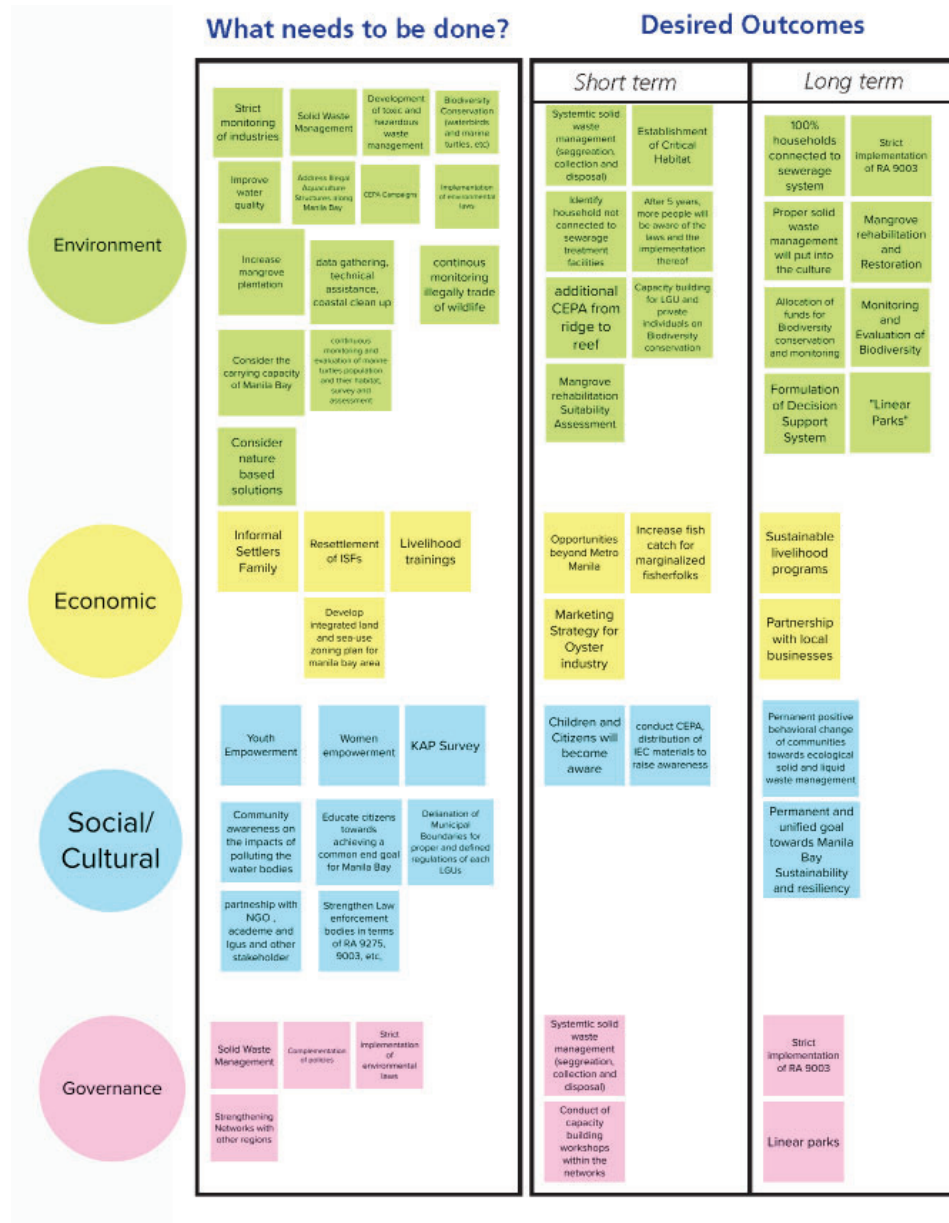 What needs to be done?
Desired Outcomes
Short term
Long term
Environment
Strict
monitoring
of industries
Solid Waste
Management
Development
of toxic and
hazardous
waste
management
Biodiversity
Conservation
(waterbirds
and marine
turtles, etc)
Improve
water
quality
Address Illegal
Aquaculture
Structures along
Manila Bay
CEPA Campaigns
Implementation
of environmental
laws
Increase
mangrove
plantation
data gathering,
technical
assistance,
coastal clean up
continous
monitoring
illegally trade
of wildlife
Consider the
carrying capacity
of Manila Bay
continuous
monitoring and
evaluation of marine
turtles population
and thier habitat,
survey and
assessment
Consider
nature
based
solutions
Systemtic solid
waste
management
(seggreation,
collection and
disposal)
Establishment
of Critical
Habitat
Identify
household not
connected to
sewarage
treatment
facilities
After 5 years,
more people will
be aware of the
laws and the
implementation
thereof
additional
CEPA from
ridge to
reef
Capacity building
for LGU and
private
individuals on
Biodiversity
conservation
Mangrove
rehabilitation
Suitability
Assessment
100%
households
connected to
sewerage
system
Strict
implementation
of RA 9003
Proper solid
waste
management
will put into
the culture
Mangrove
rehabilitation
and
Restoration
Allocation of
funds for
Biodiversity
conservation
and monitoring
Monitoring
and
Evaluation of
Biodiversity
Formulation
of Decision
Support
System
"Linear
Parks"
Economic
Informal
Settlers
Family
Resettlement
of ISFs
Livelihood
trainings
Develop
integrated land
and sea-use
zoning plan for
manila bay area
Opportunities
beyond Metro
Manila
Increase fish
catch for
marginalized
fisherfolks
Marketing
Strategy for
Oyster
industry
Sustainable
livelihood
programs
Partnership
with local
businesses
Social/
Cultural
Youth
Empowerment
Women
empowerment
KAP Survey
Community
awareness on
the impacts of
polluting the
water bodies
Educate citizens
towards
achieving a
common end goal
for Manila Bay
Delianation of
Municipal
Boundaries for
proper and defined
regulations of each
LGUs
partneship with
NGO ,
academe and
lgus and other
stakeholder
Strengthen Law
enforcement
bodies in terms
of RA 9275,
9003, etc,
Children and
Citizens will
become
aware
conduct CEPA,
distribution of
IEC materials to
raise awareness
Permanent positive
behavioral change
of communities
towards ecological
solid and liquid
waste management
Permanent and
unified goal
towards Manila
Bay
Sustainability
and resiliency
Governance
Solid Waste
Management
Complementation
of policies
Strict
implementation
of
environmental
laws
Strengthening
Networks with
other regions
Systemtic solid
waste
management
(seggreation,
collection and
disposal)
Conduct of
capacity
building
workshops
within the
networks
Strict
implementation
of RA 9003
Linear parks